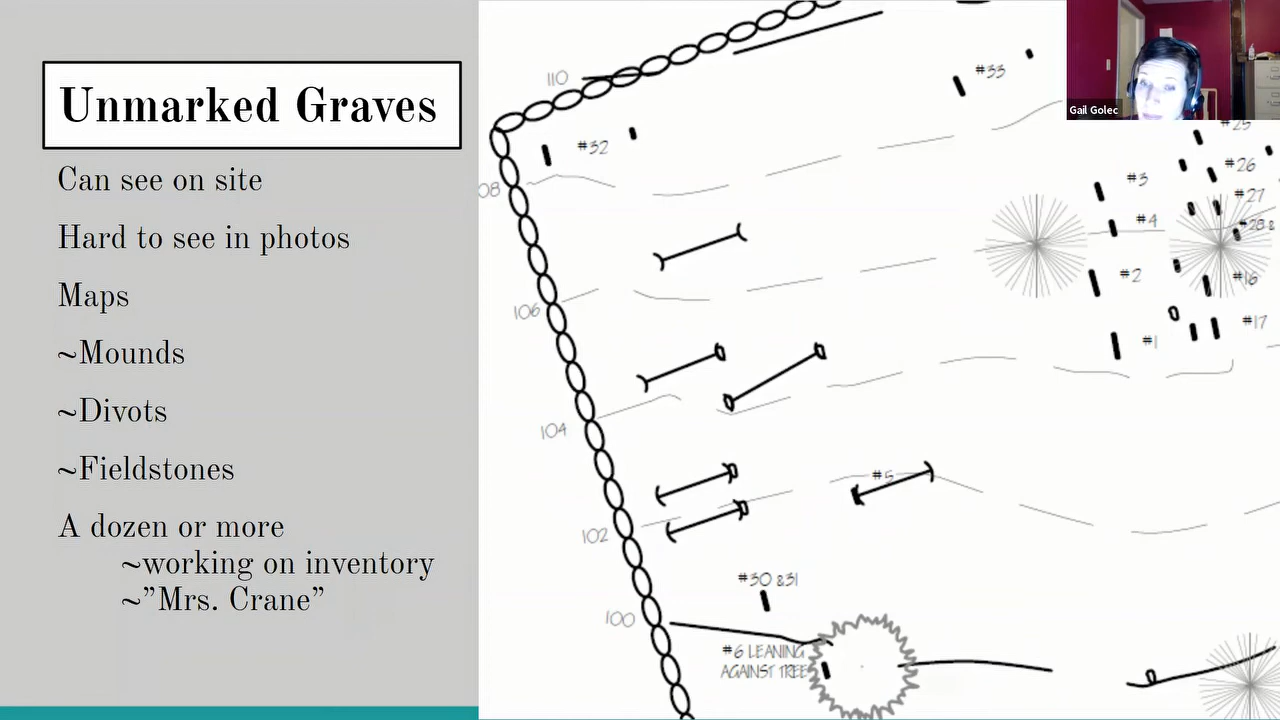 Unmarked Graves
Can see on site
Hard to see in photos
Maps
~Mounds
~Divots
~Fieldstones
A dozen or more
~working on inventory
~”Mrs. Crane”
110
#33
Gail Golec
#32
#25
#26
#3
#27
08
#4
#28 &
#2
#16
106
#17
#1
104
#5
102
#30 &31
100
#6 LEANING
AGAINST TREE